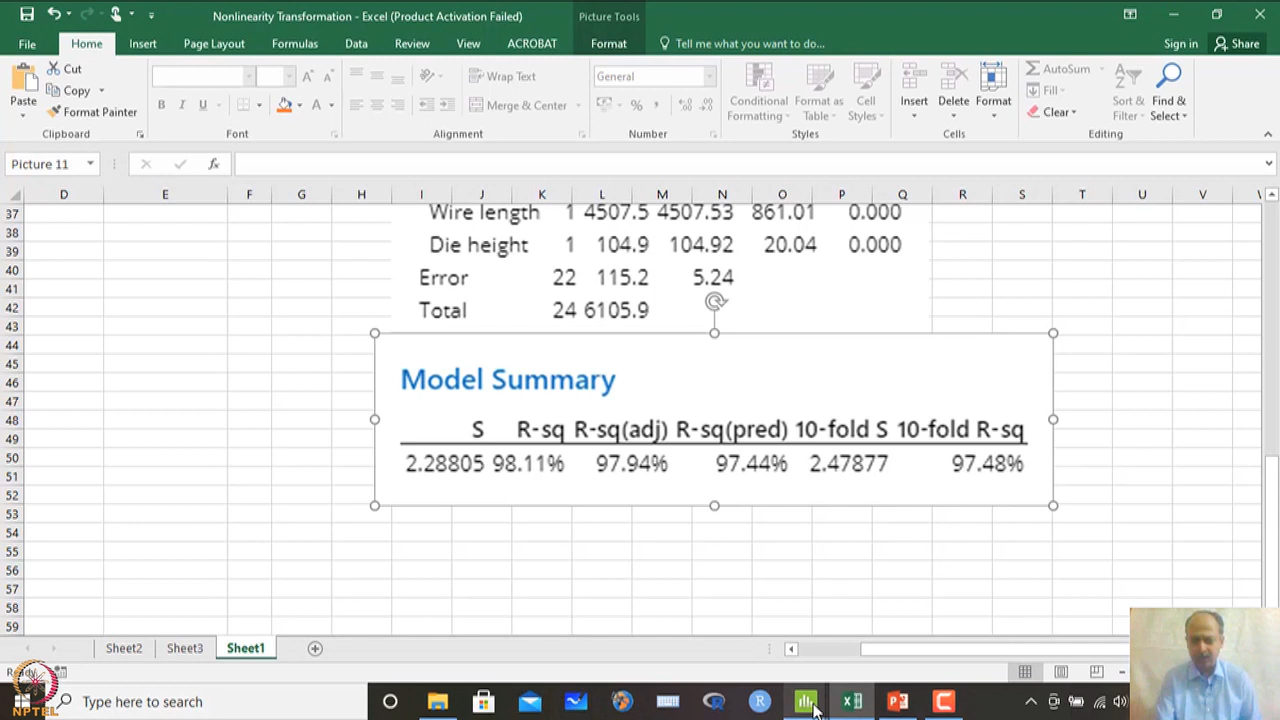 Nonlinearity Transformation - Excel (Product Activation Failed)
Picture Tools
File
Home
Insert
Page Layout
Formulas
Data
Review
View
ACROBAT
Format
Tell me what you want to do...
Sign in
Share
Paste
Cut
Copy
Format Painter
B I U
A
Wrap Text
Merge & Center
General
%
Conditional Formatting
Format as Table
Cell Styles
Insert
Delete
Format
AutoSum
Fill
Clear
Sort & Filter
Find & Select
Clipboard
Font
Alignment
Number
Styles
Cells
Editing
Picture 11
fx
D E F G H I J K L M N O P Q R S T U V
37
38
39
40
41
42
43
44
45
46
47
48
49
50
51
52
53
54
55
56
57
58
59
Wire length 1 4507.5 4507.53 861.01 0.000
Die height 1 104.9 104.92 20.04 0.000
Error 22 115.2 5.24
Total 24 6105.9
Model Summary
S R-sq R-sq(adj) R-sq(pred) 10-fold S 10-fold R-sq
2.28805 98.11% 97.94% 97.44% 2.47877 97.48%
Sheet2
Sheet3
Sheet1
NPTEL
Type here to search